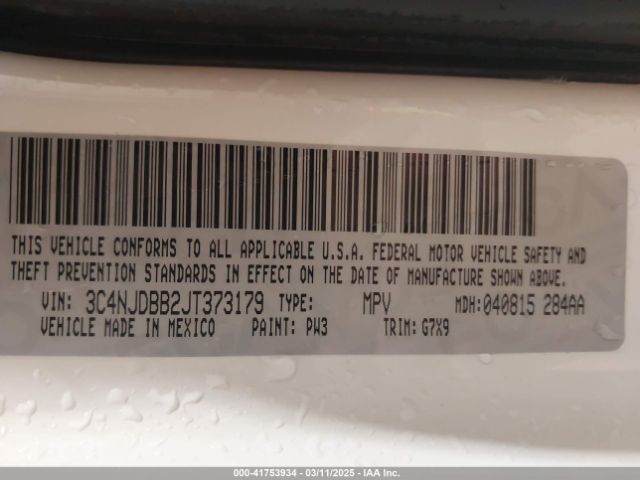 THIS VEHICLE CONFORMS TO ALL APPLICABLE U.S.A. FEDERAL MOTOR VEHICLE SAFETY AND
THEFT PREVENTION STANDARDS IN EFFECT ON THE DATE OF MANUFACTURE SHOWN ABOVE.
VIN: 3C4NJDBB2JT373179 TYPE: MPV MDH:040815 284AA
VEHICLE MADE IN MEXICO PAINT: PW3 TRIM: G7X9
000-41753934 - 03/11/2025 - IAA Inc.